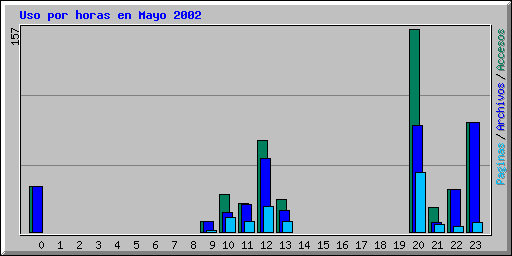 Uso por horas en Mayo 2002
157
Paginas / Archivos / Accesos
0 1 2 3 4 5 6 7 8 9 10 11 12 13 14 15 16 17 18 19 20 21 22 23